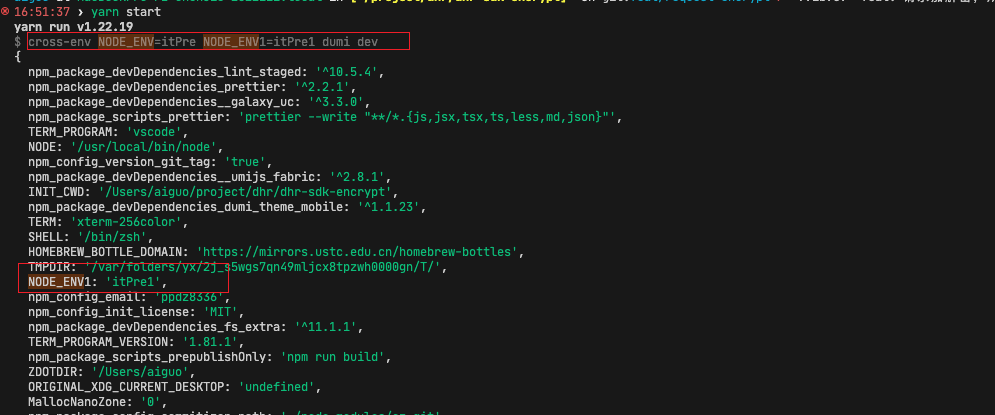 16:51:37 › yarn start
yarn run v1.22.19
$ cross-env NODE_ENV=itPre NODE_ENV1=itPre1 dumi dev
{
npm_package_devDependencies_lint_staged: '^10.5.4',
npm_package_devDependencies_prettier: '^2.2.1',
npm_package_devDependencies__galaxy_uc: '^3.3.0',
npm_package_scripts_prettier: 'prettier --write "**/*.{js,jsx,tsx,ts,less,md,json}"',
TERM_PROGRAM: 'vscode',
NODE: '/usr/local/bin/node',
npm_config_version_git_tag: 'true',
npm_package_devDependencies__umijs_fabric: '^2.8.1',
INIT_CWD: '/Users/aiguo/project/dhr/dhr-sdk-encrypt',
npm_package_devDependencies_dumi_theme_mobile: '^1.1.23',
TERM: 'xterm-256color',
SHELL: '/bin/zsh',
HOMEBREW_BOTTLE_DOMAIN: 'https://mirrors.ustc.edu.cn/homebrew-bottles',
TMPDIR: '/var/folders/yx/2j_s5wgs7qn49mljcx8tpzwh0000gn/T/',
NODE_ENV1: 'itPre1',
npm_config_email: 'ppdz8336',
npm_config_init_license: 'MIT',
npm_package_devDependencies_fs_extra: '^11.1.1',
TERM_PROGRAM_VERSION: '1.81.1',
npm_package_scripts_prepublishOnly: 'npm run build',
ZDOTDIR: '/Users/aiguo',
ORIGINAL_XDG_CURRENT_DESKTOP: 'undefined',
MallocNanoZone: '0',